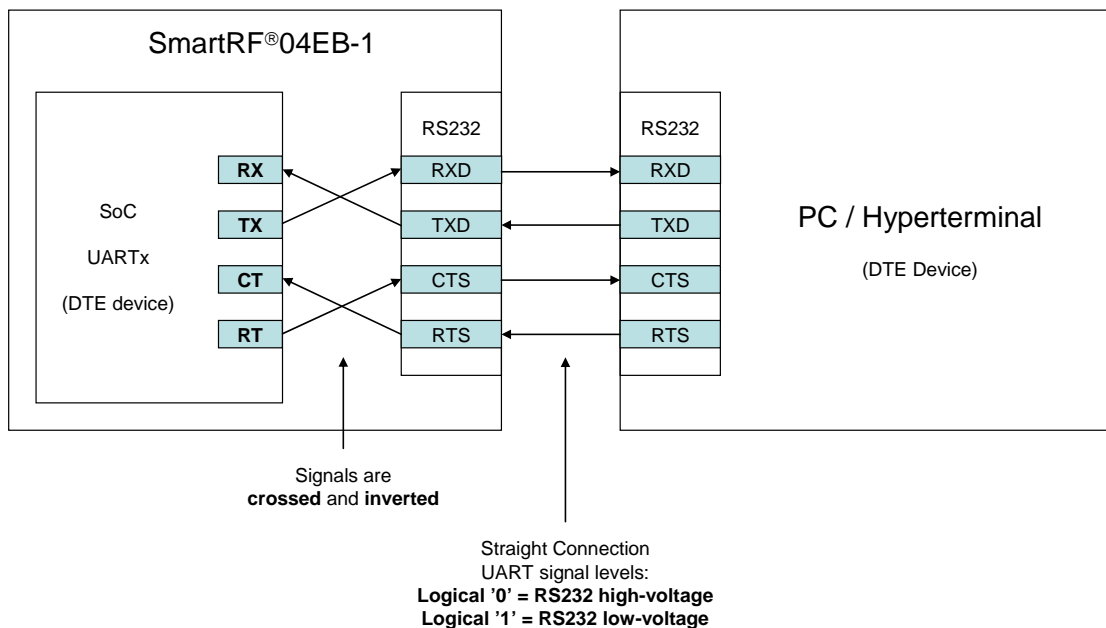 SmartRF®04EB-1
SoC
UARTx
(DTE device)
RX
TX
CT
RT
RS232
RXD
TXD
CTS
RTS
RS232
RXD
TXD
CTS
RTS
PC / Hyperterminal
(DTE Device)
Signals are
crossed and inverted
Straight Connection
UART signal levels:
Logical ’0’ = RS232 high-voltage
Logical ’1’ = RS232 low-voltage